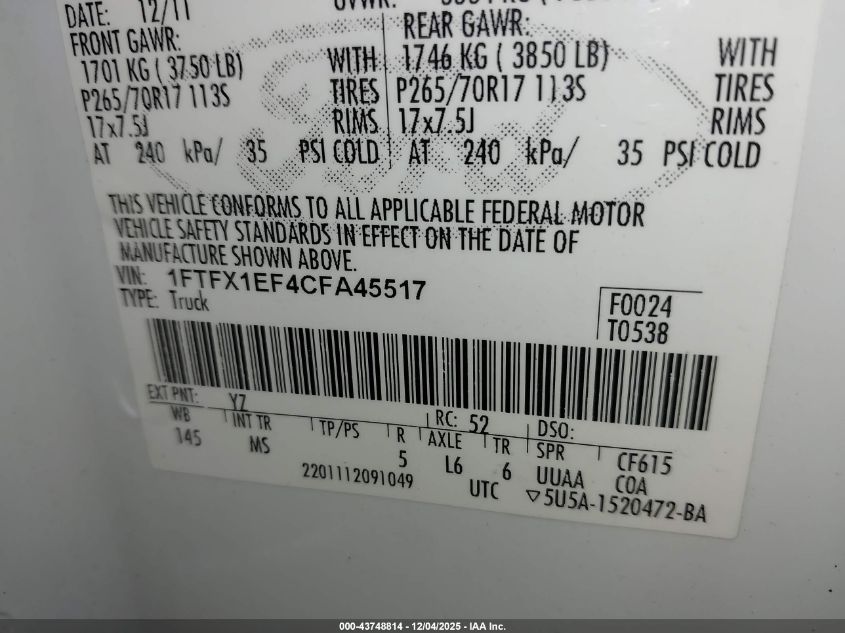 DATE: 12/11 GVWR:
FRONT GAWR: REAR GAWR:
1701 KG ( 3750 LB) WITH 1746 KG ( 3850 LB) WITH
P265/70R17 113S TIRES P265/70R17 113S TIRES
17x7.5J RIMS 17x7.5J RIMS
AT 240 kPa/ 35 PSI COLD AT 240 kPa/ 35 PSI COLD
THIS VEHICLE CONFORMS TO ALL APPLICABLE FEDERAL MOTOR
VEHICLE SAFETY STANDARDS IN EFFECT ON THE DATE OF
MANUFACTURE SHOWN ABOVE.
VIN: 1FTFX1EF4CFA45517
TYPE: Truck
F0024
T0538
EXT PNT: YZ RC: 52 DSO:
WB INT TR TP/PS R AXLE TR SPR CF615
145 MS 5 L6 6 UUAA COA
2201112091049 UTC ▽5U5A-1520472-BA
000-43748814 - 12/04/2025 - IAA Inc.